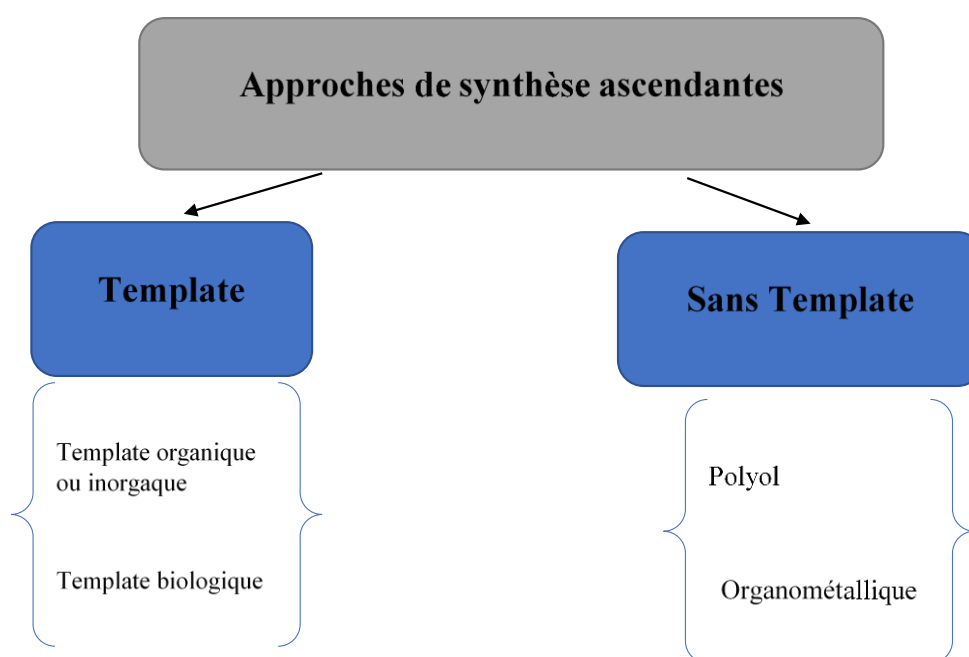 Approches de synthèse ascendantes
Template
Sans Template
Template organique
ou inorgaque
Template biologique
Polyol
Organométallique